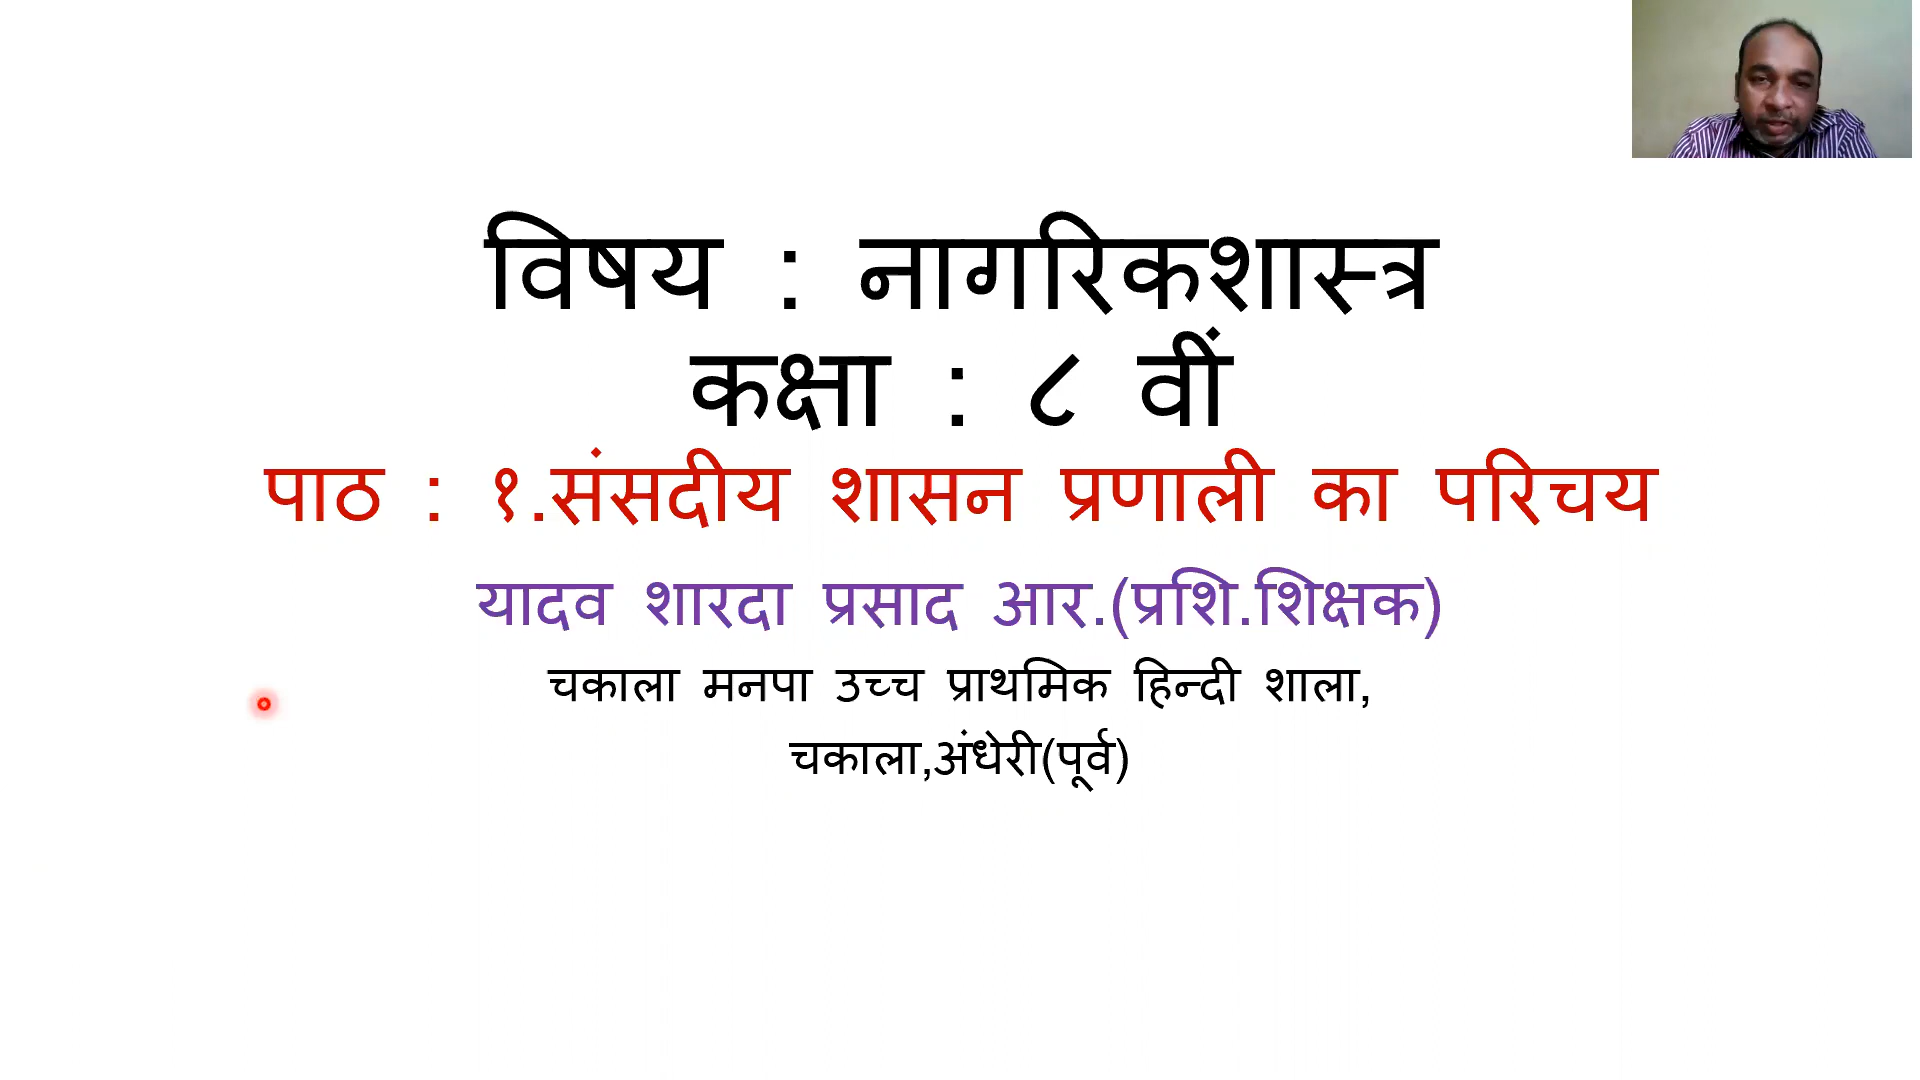 विषय : नागरिकशास्त्र
कक्षा : ८ वीं
पाठ : १.संसदीय शासन प्रणाली का परिचय
यादव शारदा प्रसाद आर.(प्रशि.शिक्षक)
चकाला मनपा उच्च प्राथमिक हिन्दी शाला,
चकाला,अंधेरी(पूर्व)